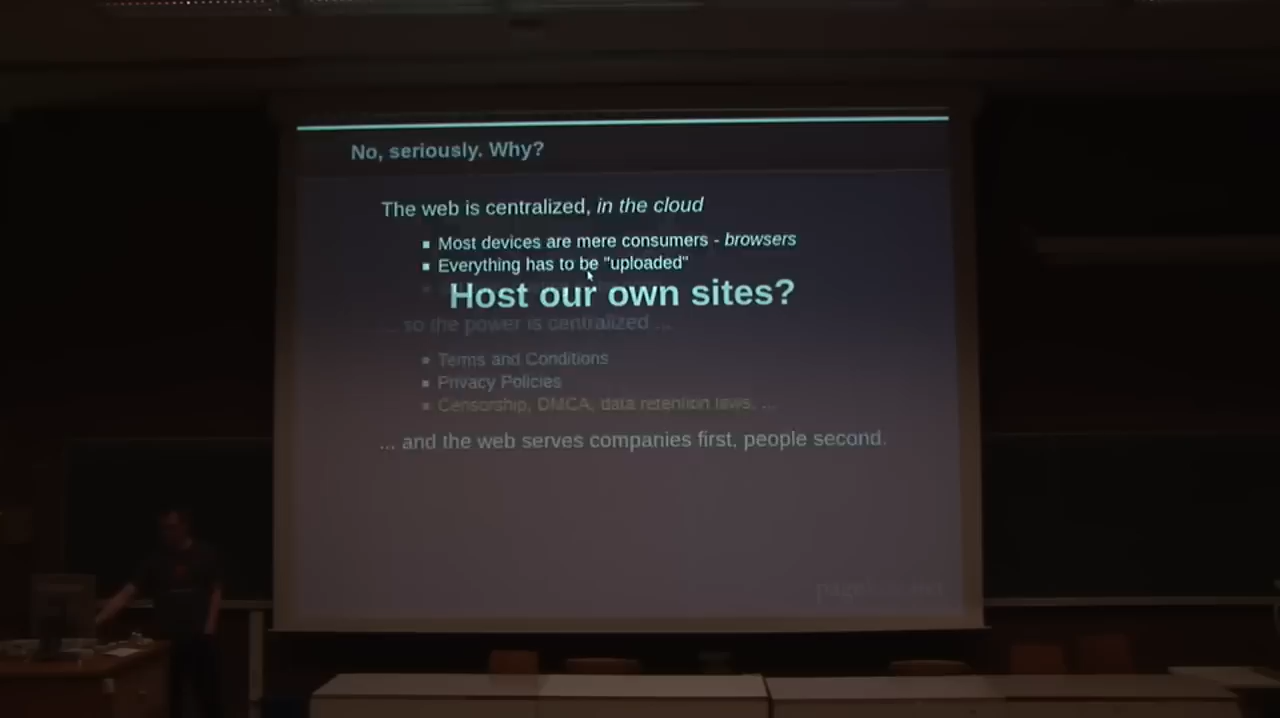 No, seriously. Why?
The web is centralized, in the cloud
Most devices are mere consumers - browsers
Everything has to be "uploaded"
Host our own sites?
... so the power is centralized ...
Terms and Conditions
Privacy Policies
Censorship, DMCA, data retention laws, ...
... and the web serves companies first, people second.